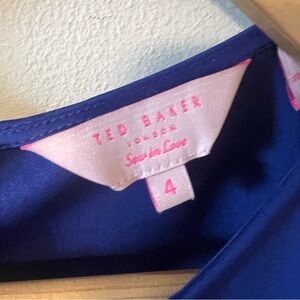 TED BAKER
LONDON
Sew in Love
4